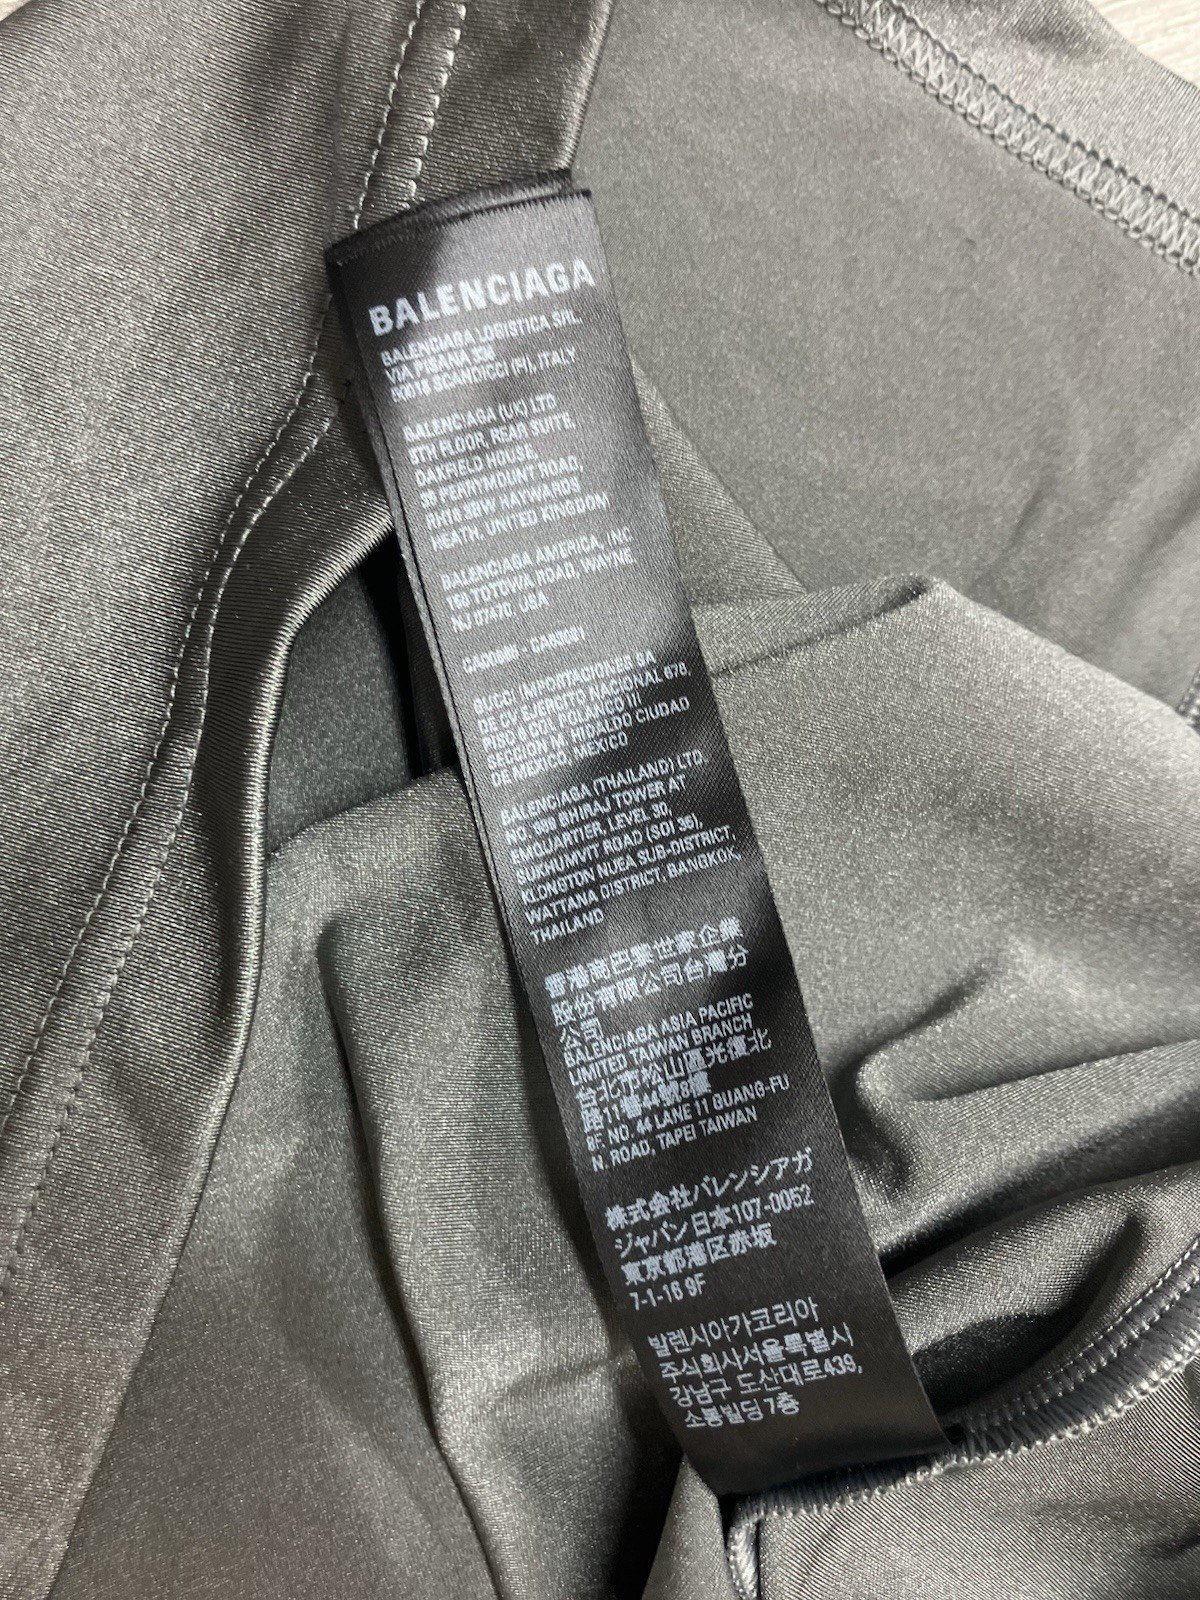 BALENCIAGA
BALENCIARA LOGISTICA SRL
VIA PISANA 336
50018 SCANDICCI (FI), ITALY
BALENCIAGA (UK) LTD
5TH FLOOR, REAR SUITE,
OAKFIELD HOUSE,
35 PERRYMOUNT ROAD,
RH16 3BW HAYWARDS
HEATH, UNITED KINGDOM
BALENCIAGA AMERICA, INC
150 TOTOWA ROAD, WAYNE,
NJ 07470, USA
GUCCI IMPORTACIONES SA
DE CV EJERCITO NACIONAL 678,
PISO 6 COL POLANCO III
SECCION M. HIDALDO CIUDAD
DE MEXICO, MEXICO
BALENCIAGA (THAILAND) LTD.
NO. 999 BHIRAJ TOWER AT
EMQUARTIER, LEVEL 30,
SUKHUMVIT ROAD (SOI 35),
KLONGTON NUEA SUB-DISTRICT,
WATTANA DISTRICT, BANGKOK,
THAILAND
香港商巴黎世家企業
股份有限公司台灣分
公司
BALENCIAGA ASIA PACIFIC
LIMITED TAIWAN BRANCH
台北市松山區光復北
路11巷44號8樓
8F. NO. 44 LANE 11 GUANG-FU
N. ROAD, TAPEI TAIWAN
株式会社バレンシアガ
ジャパン日本107-0052
東京都港区赤坂
7-1-16 9F
발렌시아가코리아
주식회사서울특별시
강남구 도산대로439,
소통빌딩 7층